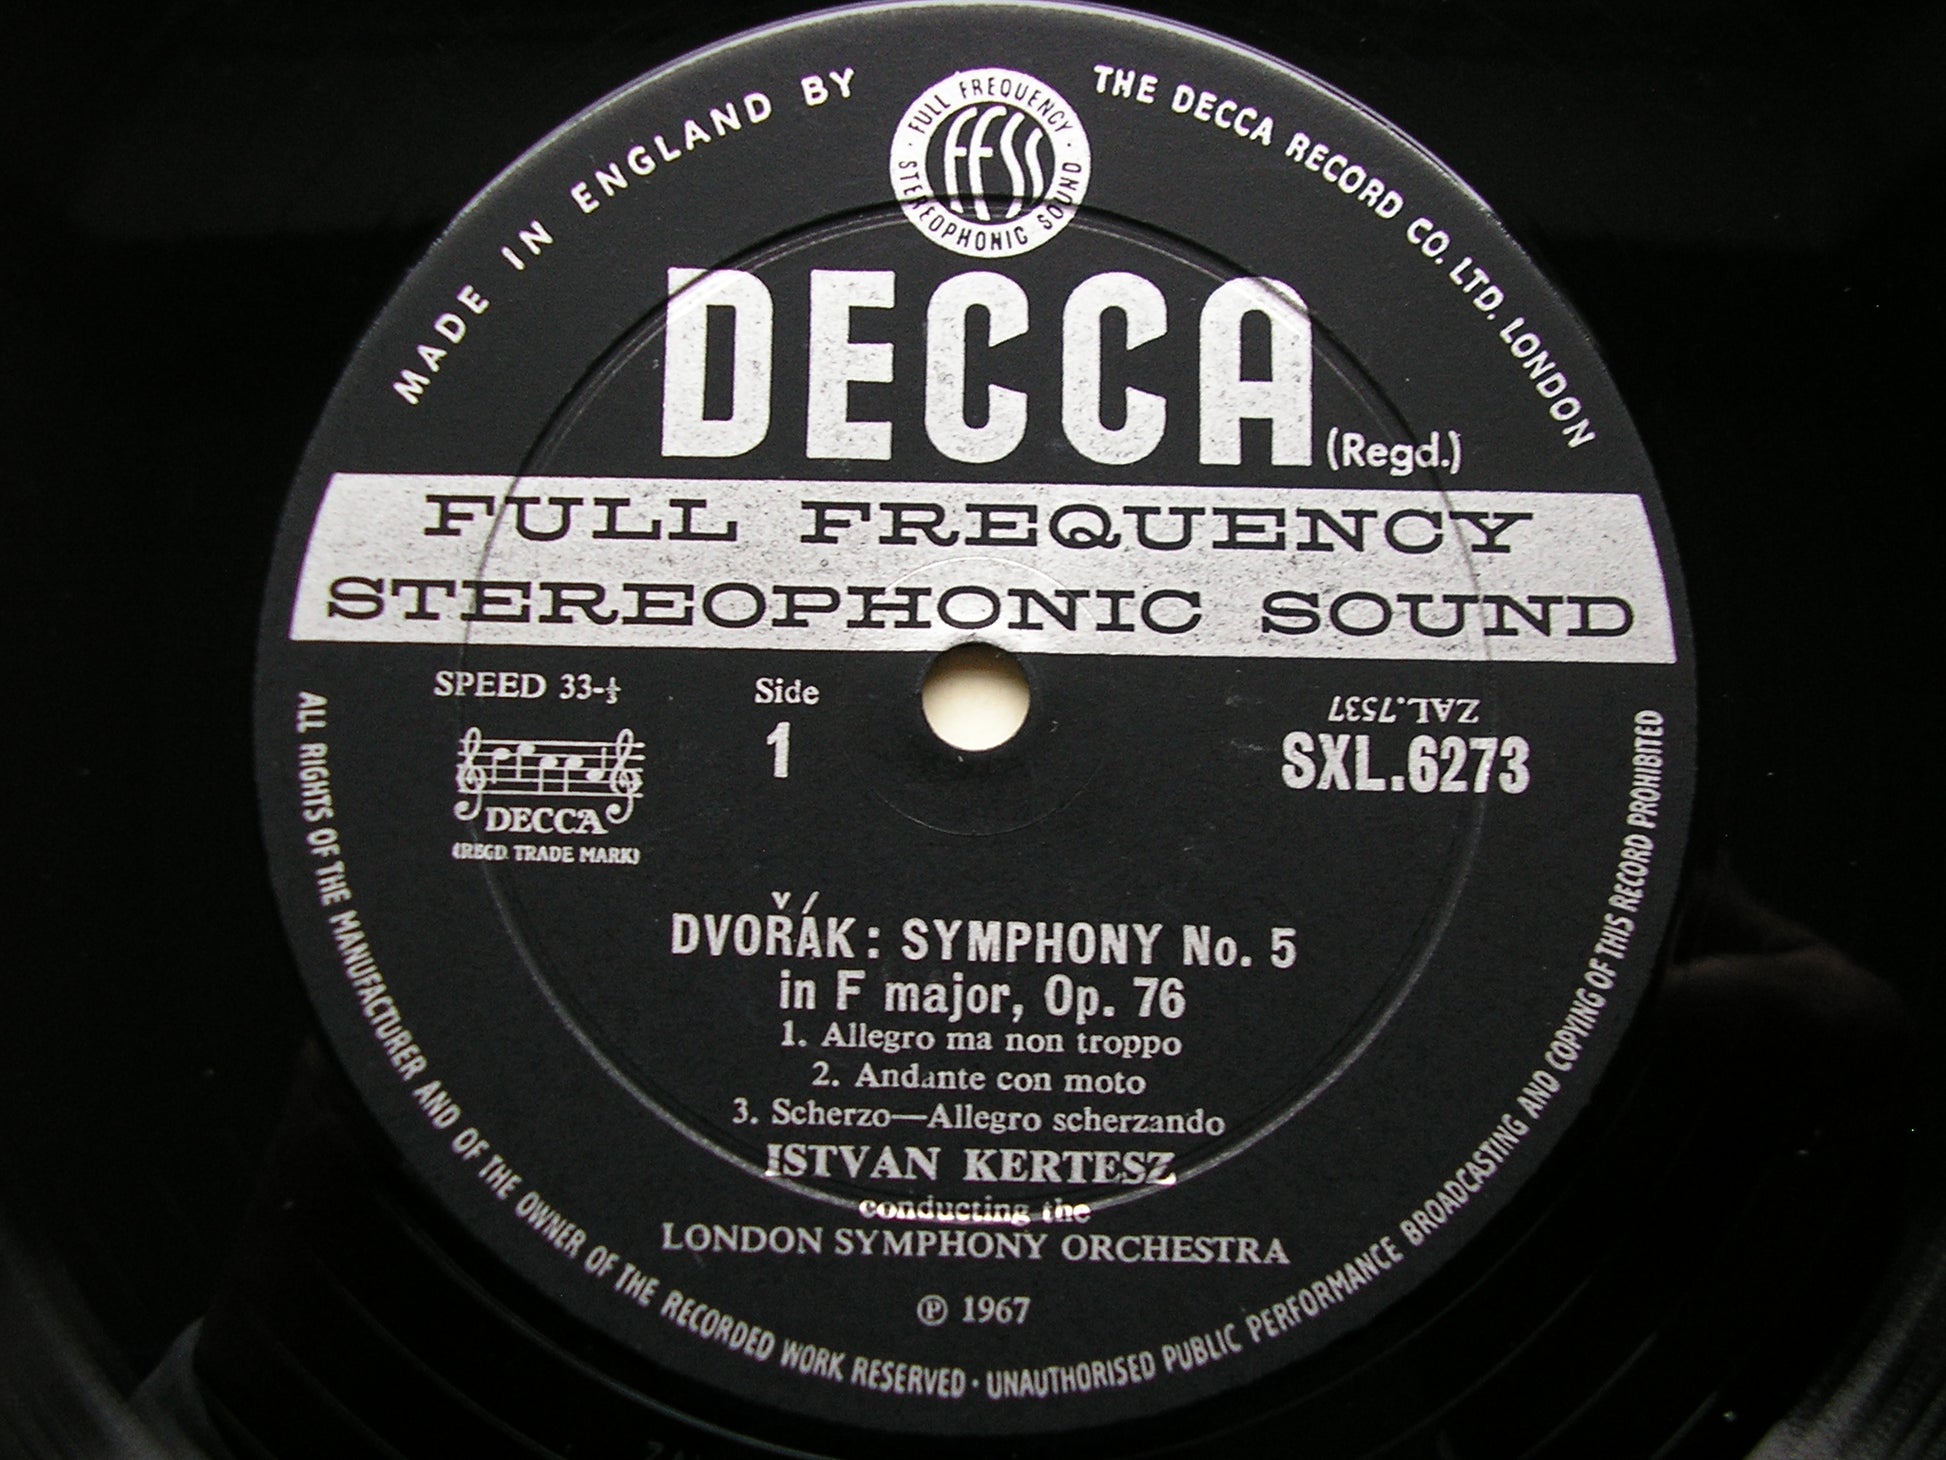 MADE IN ENGLAND BY
THE DECCA RECORD CO. LTD. LONDON
FULL FREQUENCY
ffss
STEREOPHONIC SOUND
DECCA (Regd.)
FULL FREQUENCY
STEREOPHONIC SOUND
SPEED 33-⅓
Side
1
ZAL.7537
SXL.6273
DECCA
(REGD. TRADE MARK)
DVOŘÁK: SYMPHONY No. 5
in F major, Op. 76
1. Allegro ma non troppo
2. Andante con moto
3. Scherzo—Allegro scherzando
ISTVAN KERTESZ
conducting the
LONDON SYMPHONY ORCHESTRA
℗ 1967
ALL RIGHTS OF THE MANUFACTURER AND OF THE OWNER OF THE RECORDED WORK RESERVED · UNAUTHORISED PUBLIC PERFORMANCE BROADCASTING AND COPYING OF THIS RECORD PROHIBITED